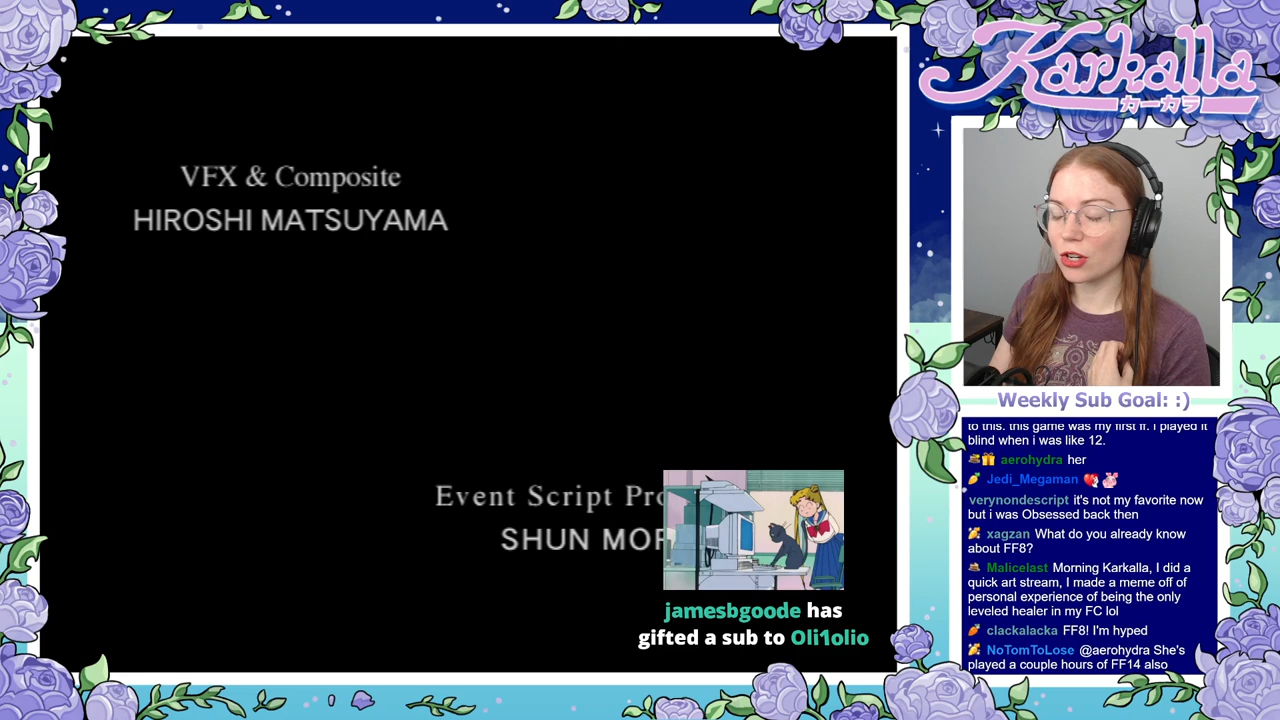 Karkalla
カーカラ
VFX & Composite
HIROSHI MATSUYAMA
Event Script Pro
SHUN MOR
jamesbgoode has
gifted a sub to Oli1olio
Weekly Sub Goal: :)
to this. this game was my first ff. i played it
blind when i was like 12.
aerohydra her
Jedi_Megaman
verynondescript it's not my favorite now
but i was Obsessed back then
xagzan What do you already know
about FF8?
Malicelast Morning Karkalla, I did a
quick art stream, I made a meme off of
personal experience of being the only
leveled healer in my FC lol
clackalacka FF8! I'm hyped
NoTomToLose @aerohydra She's
played a couple hours of FF14 also